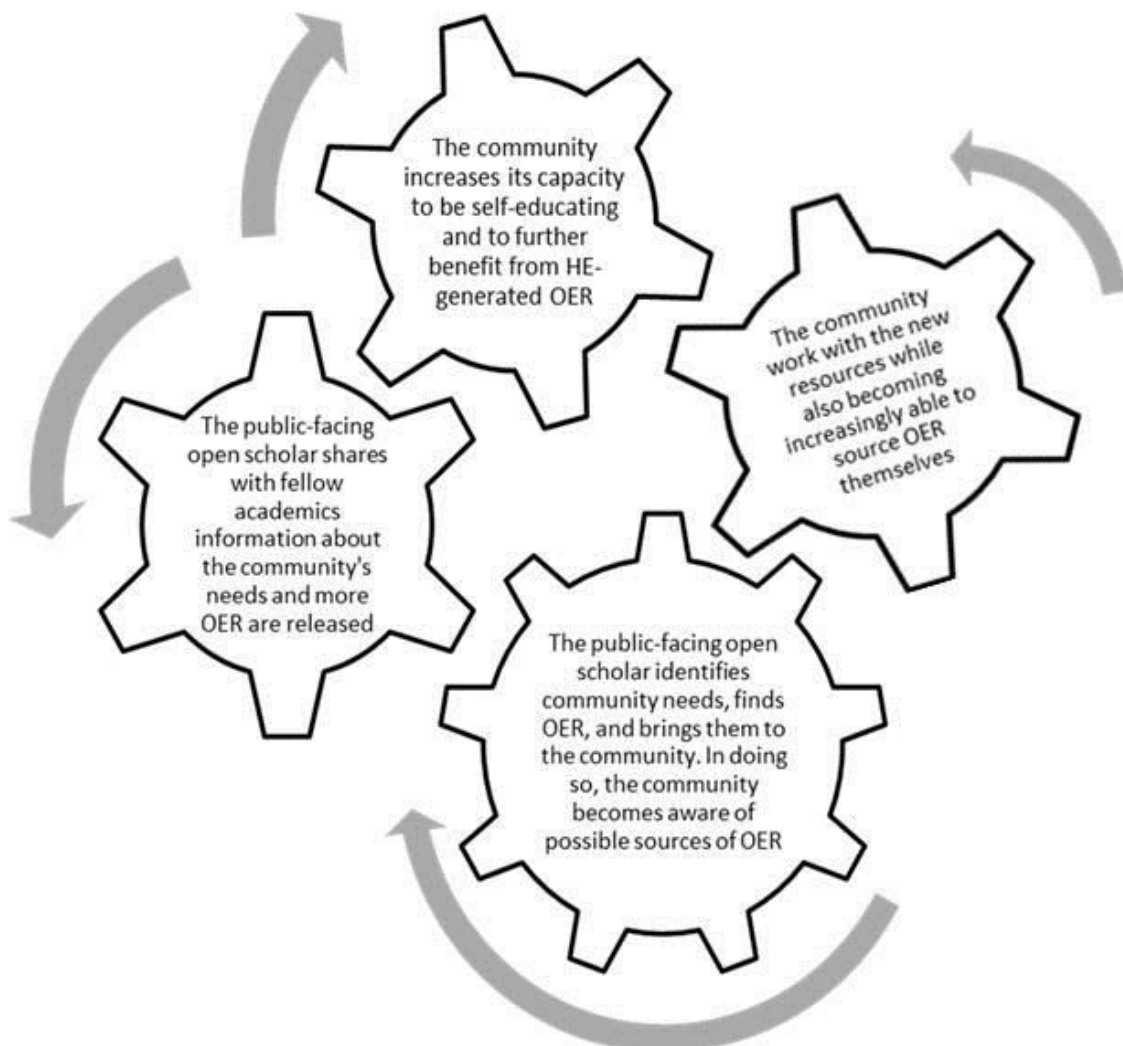 The community
increases its capacity
to be self-educating
and to further
benefit from HE-
generated OER
The community
work with the new
resources while
also becoming
increasingly able to
source OER
themselves
The public-facing
open scholar shares
with fellow
academics
information about
the community's
needs and more
OER are released
The public-facing open
scholar identifies
community needs, finds
OER, and brings them to
the community. In doing
so, the community
becomes aware of
possible sources of OER